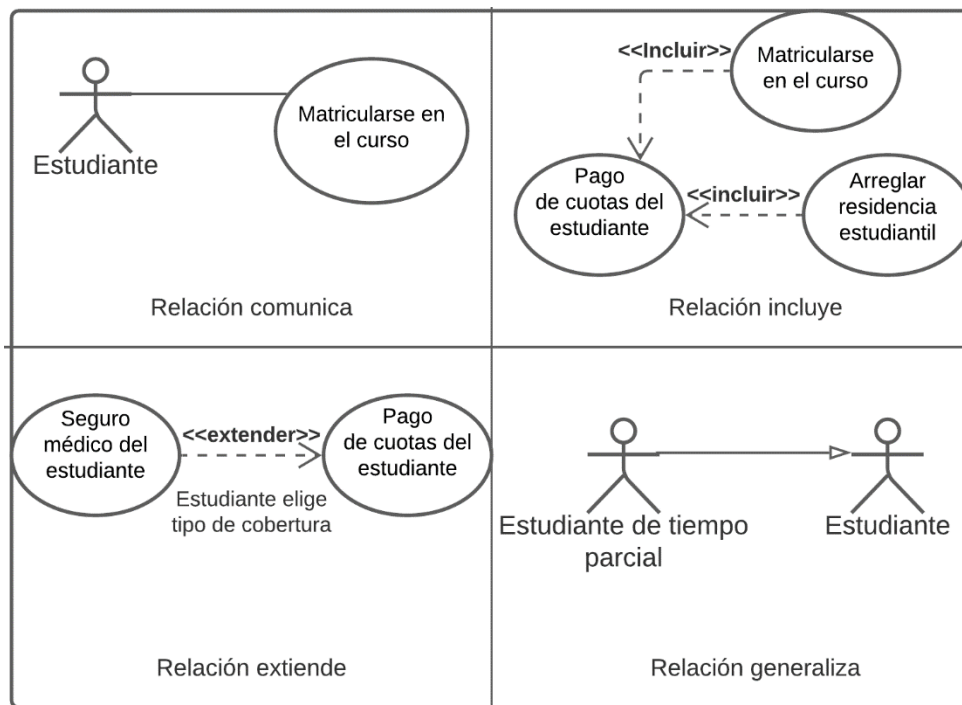 Estudiante
Matricularse en
el curso
Relación comunica
<<Incluir>>
Matricularse
en el curso
Pago
de cuotas del
estudiante
<<incluir>>
Arreglar
residencia
estudiantil
Relación incluye
Seguro
médico del
estudiante
<<extender>>
Estudiante elige
tipo de cobertura
Pago
de cuotas del
estudiante
Relación extiende
Estudiante de tiempo
parcial
Estudiante
Relación generaliza